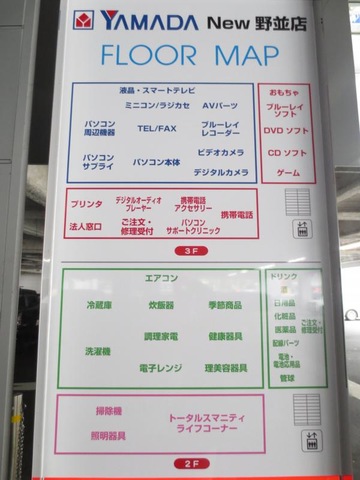 YAMADA New 野並店
FLOOR MAP
液晶・スマートテレビ
ミニコン/ラジカセ
AVパーツ
パソコン
周辺機器
TEL/FAX
ブルーレイ
レコーダー
パソコン
サプライ
パソコン本体
ビデオカメラ
デジタルカメラ
おもちゃ
ブルーレイ
ソフト
DVD ソフト
CD ソフト
ゲーム
プリンタ
デジタルオーディオ
プレーヤー
携帯電話
アクセサリー
携帯電話
法人窓口
ご注文・
修理受付
パソコン
サポートクリニック
3F
エアコン
冷蔵庫
炊飯器
季節商品
調理家電
健康器具
洗濯機
電子レンジ
理美容器具
ドリンク
酒
日用品
化粧品
医薬品
配線パーツ
電池・
電池応用品
管球
ご注文・
修理受付
掃除機
照明器具
トータルスマニティ
ライフコーナー
2F